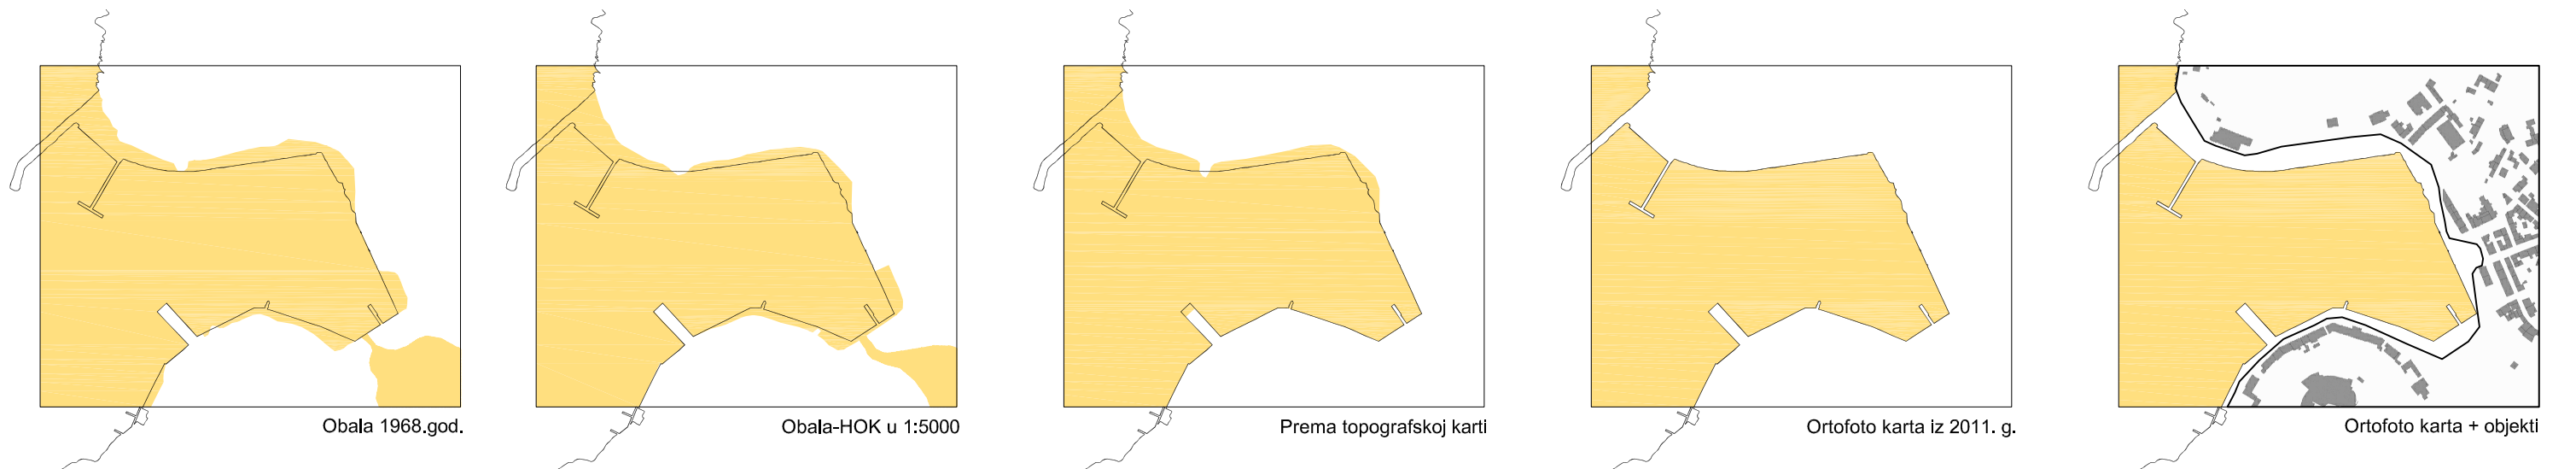 Obala 1968.god.
Obala-HOK u 1:5000
Prema topografskoj karti
Ortofoto karta iz 2011. g.
Ortofoto karta + objekti